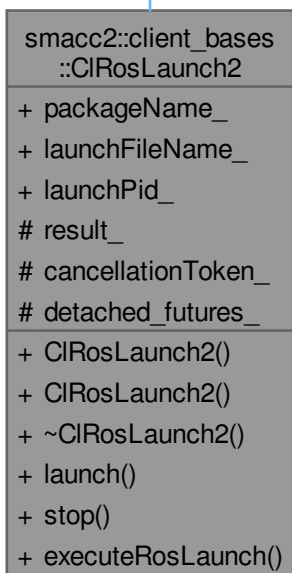 smacc2::client_bases
::ClRosLaunch2
+ packageName_
+ launchFileName_
+ launchPid_
# result_
# cancellationToken_
# detached_futures_
+ ClRosLaunch2()
+ ClRosLaunch2()
+ ~ClRosLaunch2()
+ launch()
+ stop()
+ executeRosLaunch()